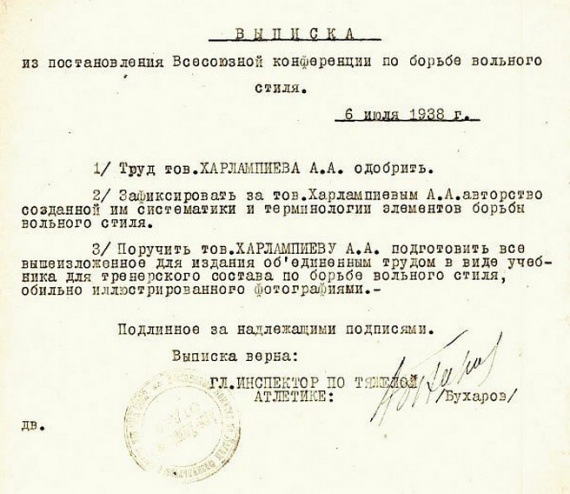 ВЫПИСКА
из постановления Всесоюзной конференции по борьбе вольного
стиля.
6 июля 1938 г.
1/ Труд тов.ХАРЛАМПИЕВА А.А. одобрить.
2/ Зафиксировать за тов.Харлампиевым А.А.авторство
созданной им систематики и терминологии элементов борьбы
вольного стиля.
3/ Поручить тов.ХАРЛАМПИЕВУ А.А. подготовить все
вышеизложенное для издания об'единенным трудом в виде учеб-
ника для тренерского состава по борьбе вольного стиля,
обильно иллюстрированного фотографиями.-
Подлинное за надлежащими подписями.
Выписка верна:
ГЛ.ИНСПЕКТОР ПО ТЯЖЕЛОЙ
АТЛЕТИКЕ: /Бухаров/
дв.